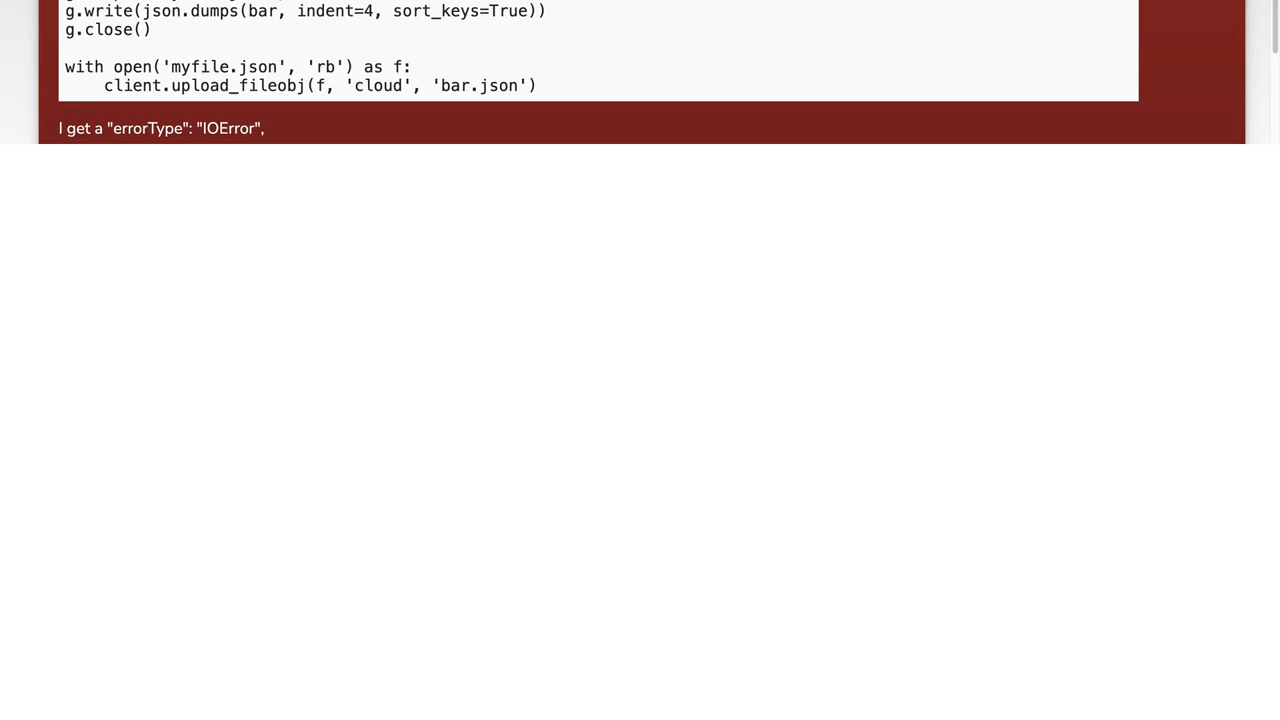 g.write(json.dumps(bar, indent=4, sort_keys=True))
g.close()
with open('myfile.json', 'rb') as f:
    client.upload_fileobj(f, 'cloud', 'bar.json')
I get a "errorType": "IOError",